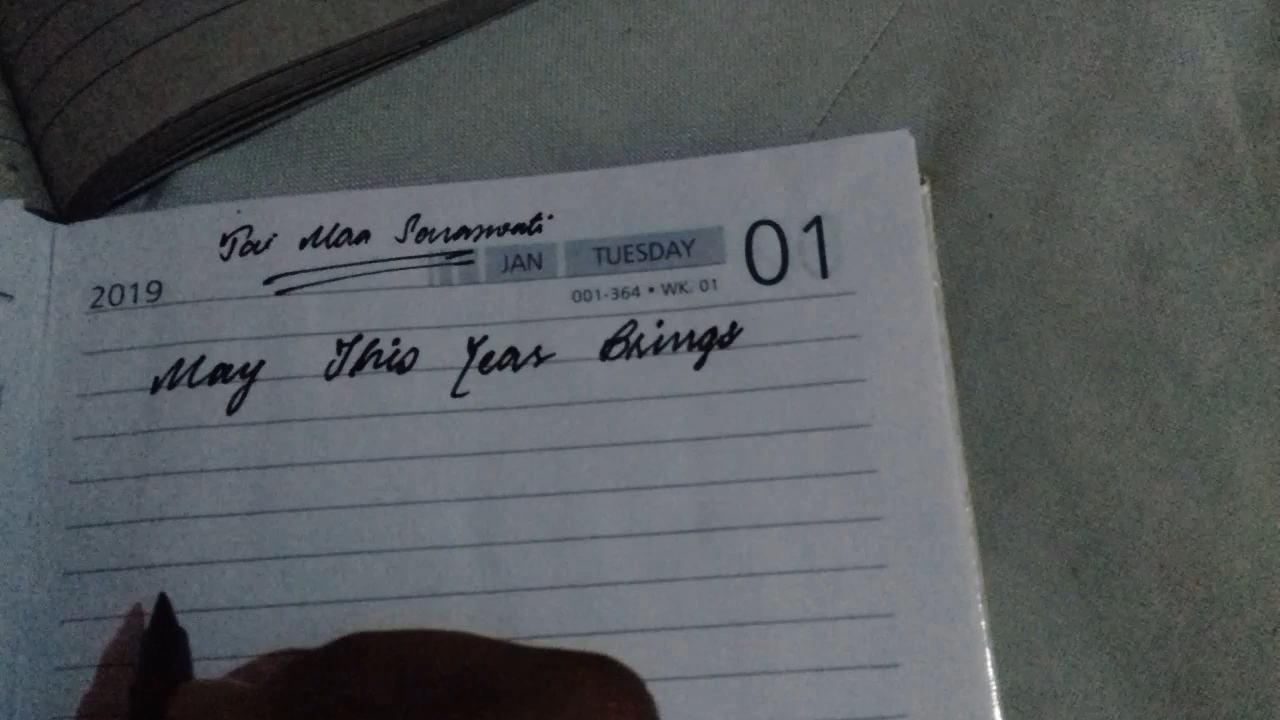 Jai Maa Saraswati
2019 JAN TUESDAY 01
001-364 • WK. 01
May This Year Brings